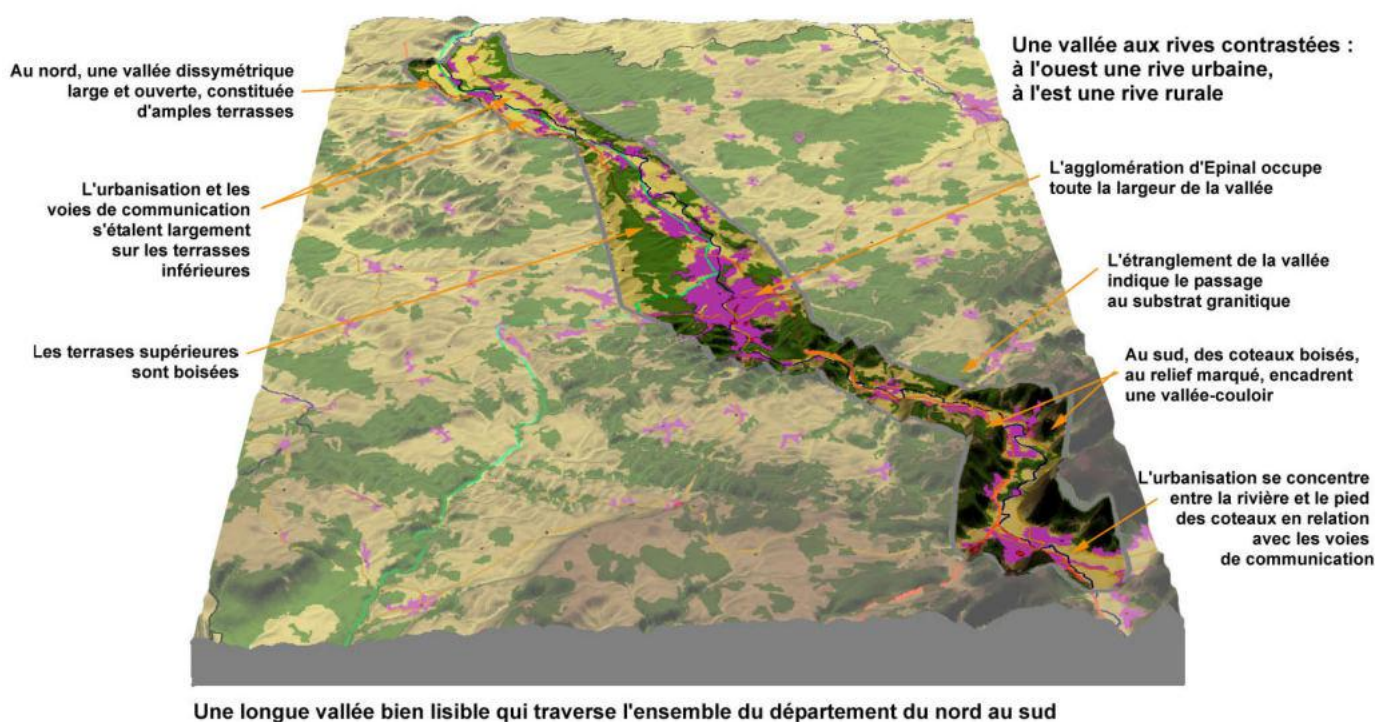 Une vallée aux rives contrastées :
à l'ouest une rive urbaine,
à l'est une rive rurale
Au nord, une vallée dissymétrique
large et ouverte, constituée
d'amples terrasses
L'urbanisation et les
voies de communication
s'étalent largement
sur les terrasses
inférieures
Les terrases supérieures
sont boisées
L'agglomération d'Epinal occupe
toute la largeur de la vallée
L'étranglement de la vallée
indique le passage
au substrat granitique
Au sud, des coteaux boisés,
au relief marqué, encadrent
une vallée-couloir
L'urbanisation se concentre
entre la rivière et le pied
des coteaux en relation
avec les voies
de communication
Une longue vallée bien lisible qui traverse l'ensemble du département du nord au sud